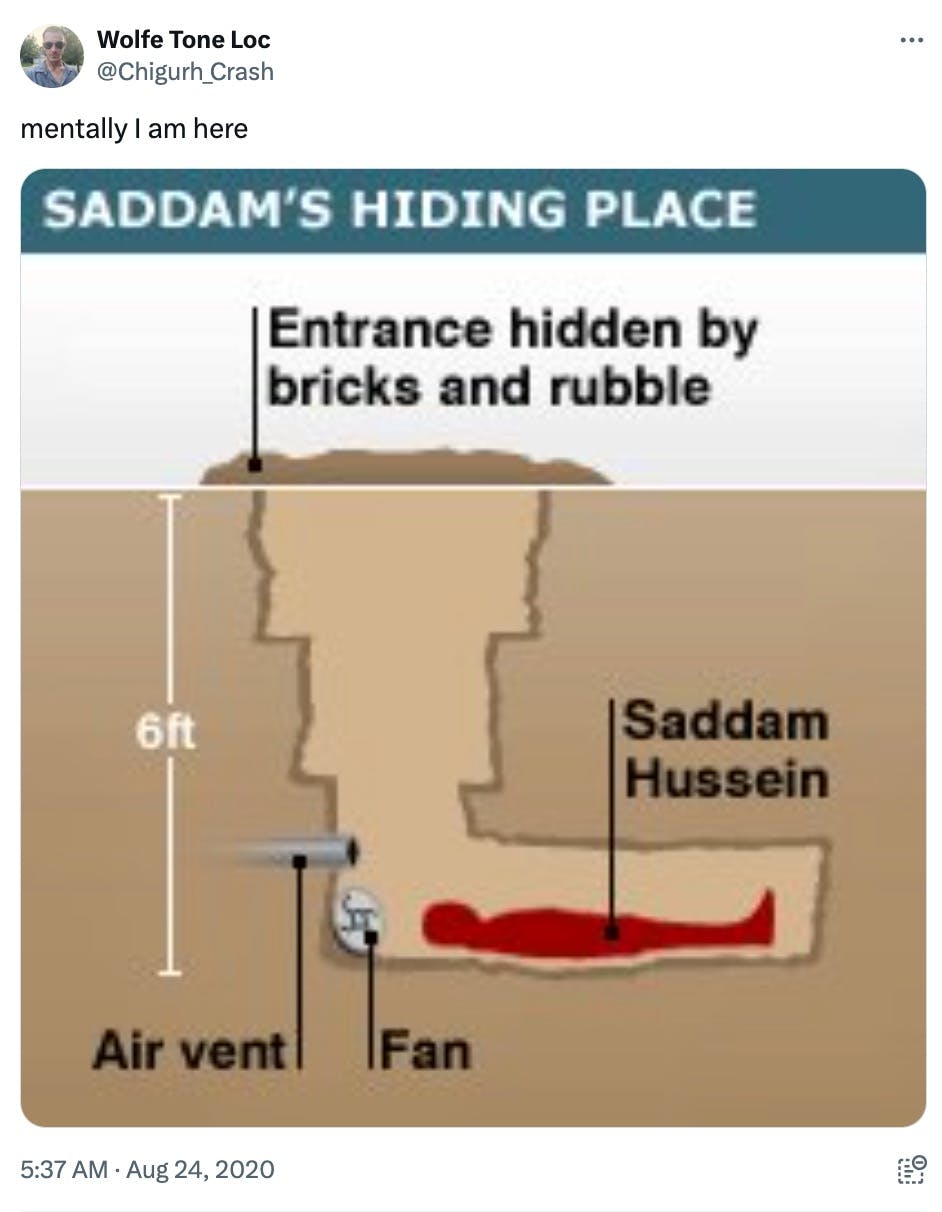 Wolfe Tone Loc
@Chigurh_Crash
mentally I am here
SADDAM'S HIDING PLACE
Entrance hidden by
bricks and rubble
6ft
Saddam
Hussein
Air vent
Fan
5:37 AM · Aug 24, 2020